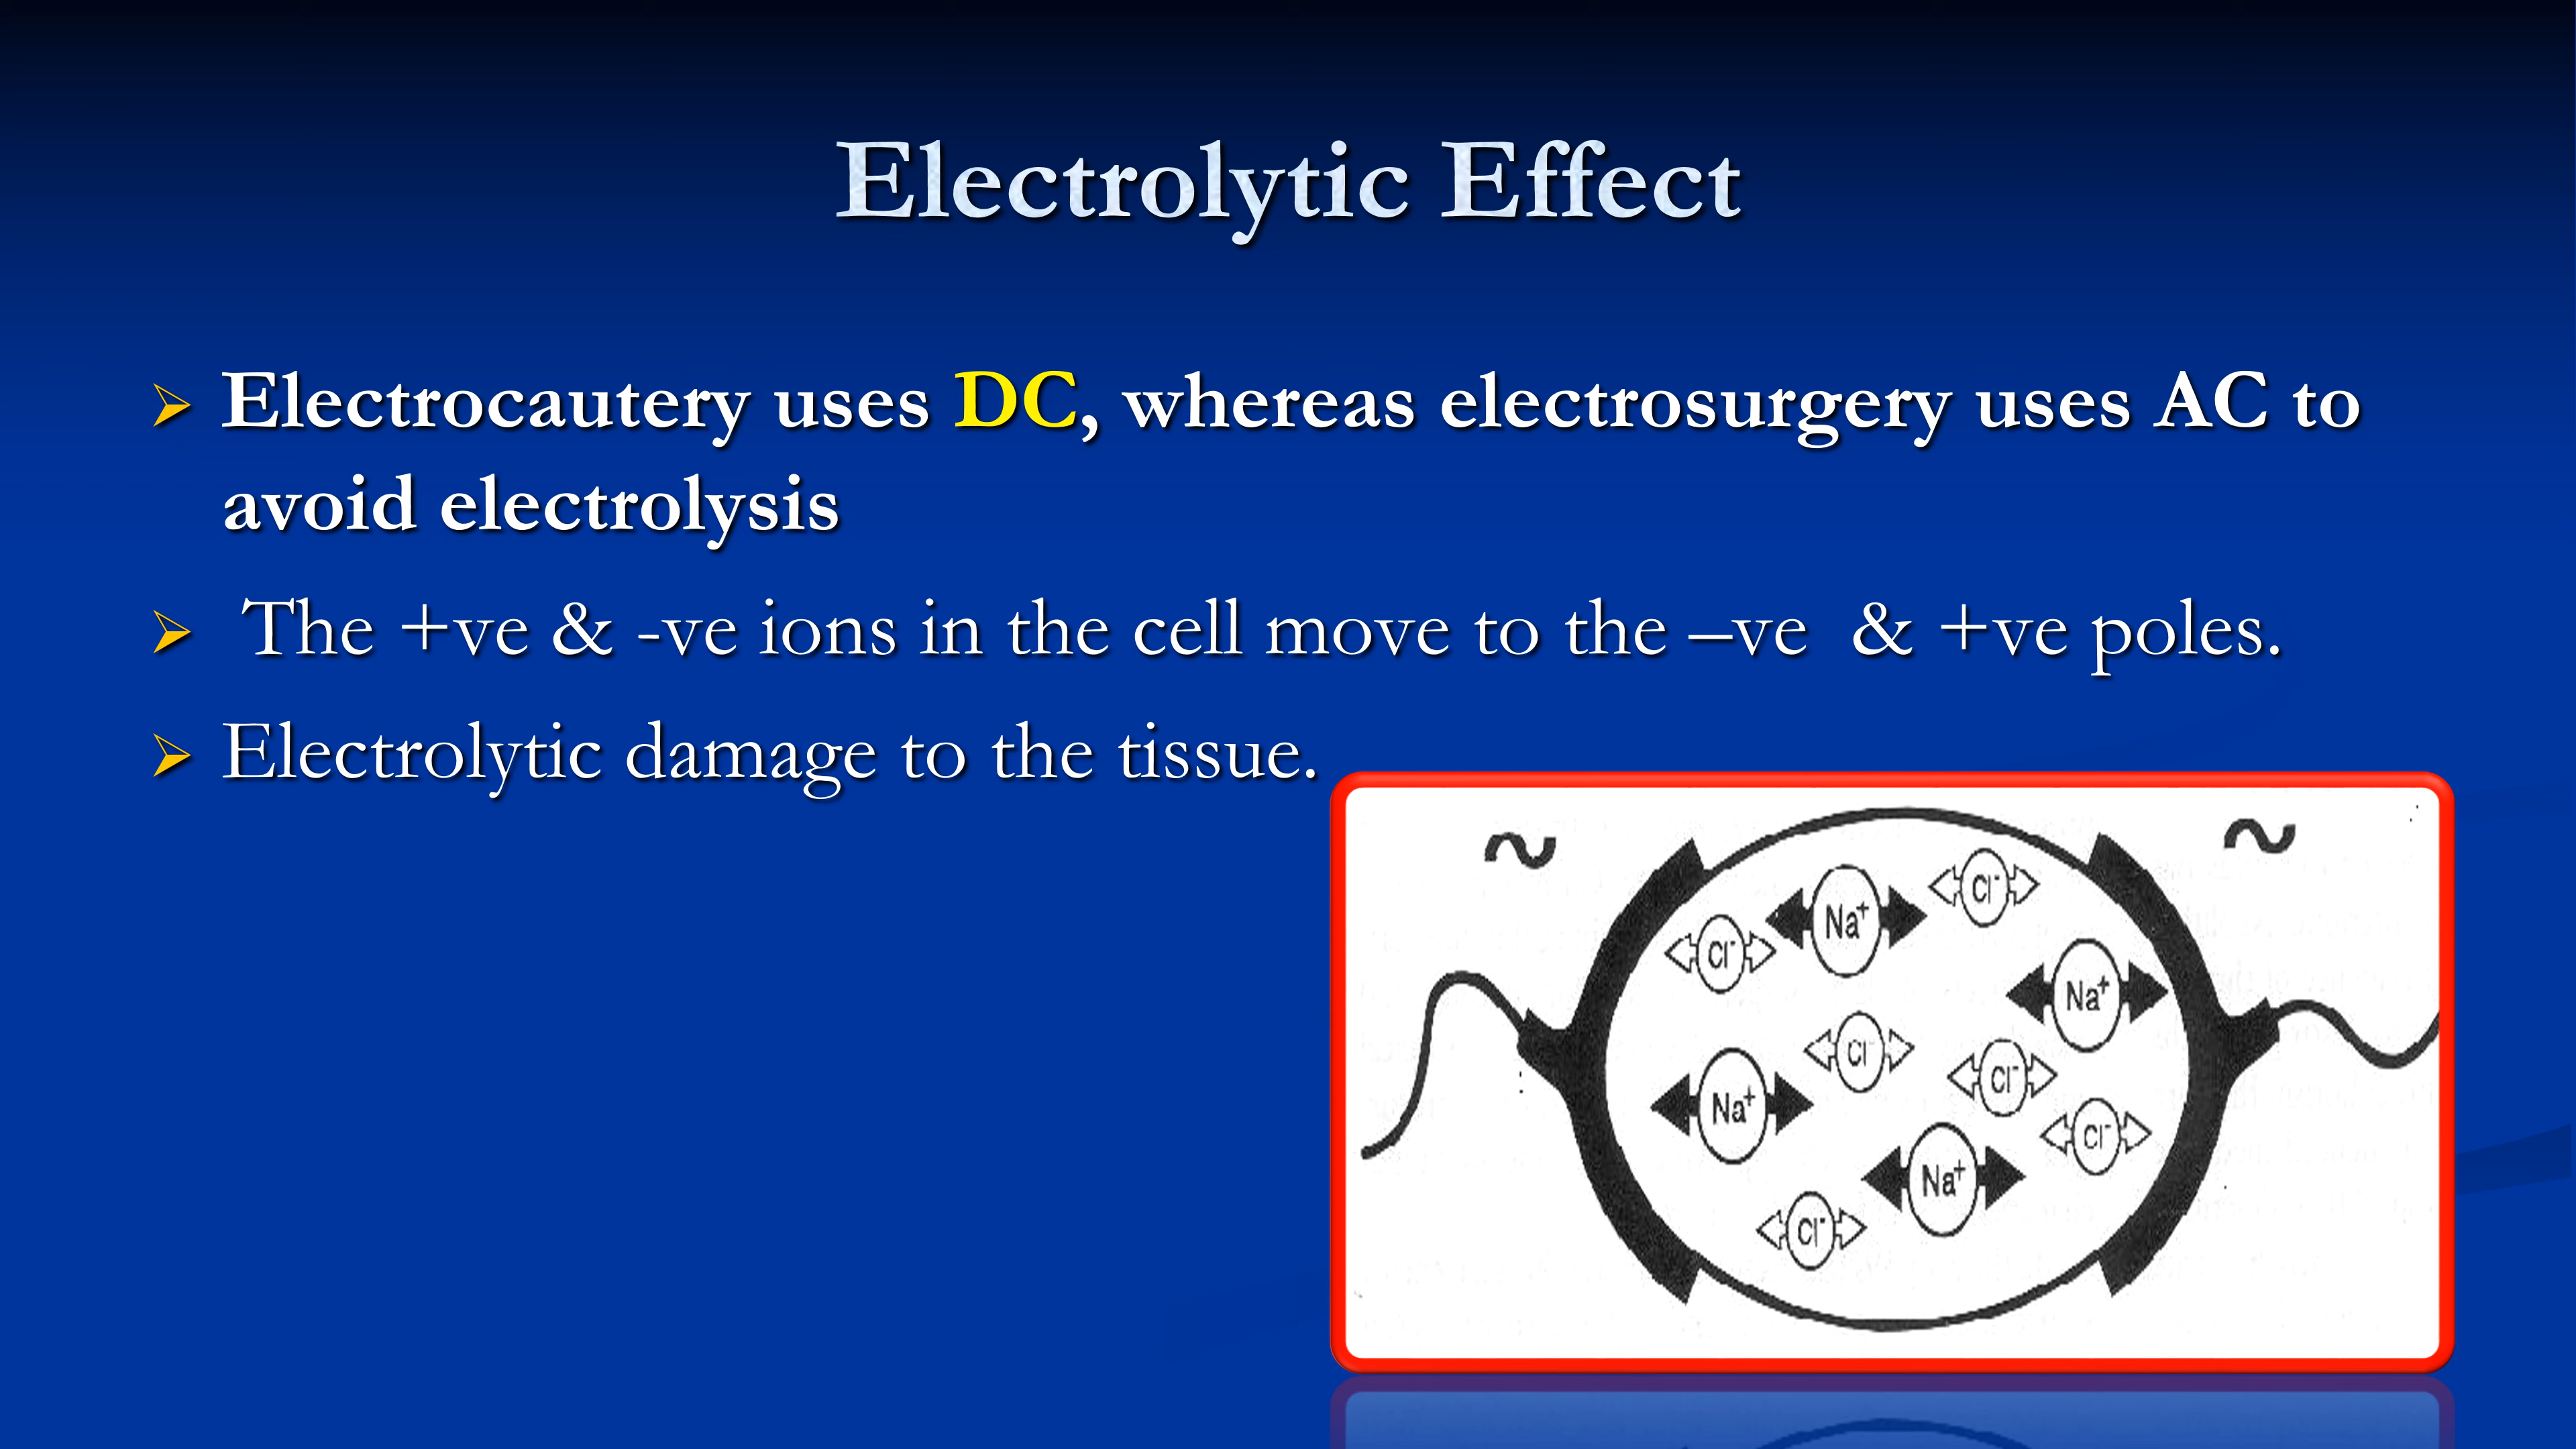 Electrolytic Effect
Electrocautery uses DC, whereas electrosurgery uses AC to
avoid electrolysis
The +ve & -ve ions in the cell move to the –ve & +ve poles.
Electrolytic damage to the tissue.
~ ~
Cl-
Na+
Cl-
Cl-
Na+
Cl-
Cl-
Na+
Cl-
Na+
Cl-